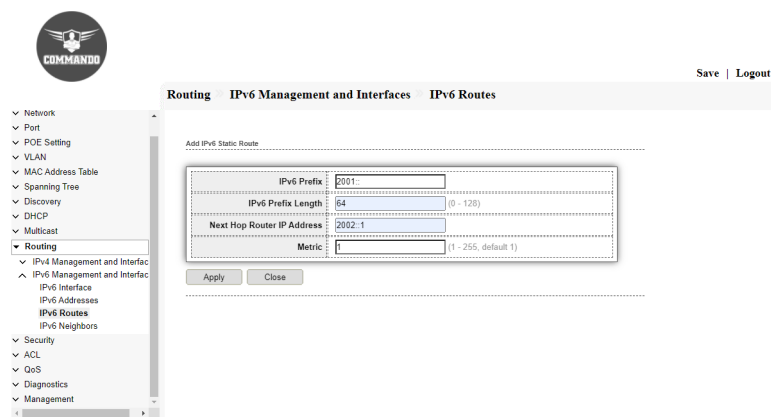 COMMANDO
Save | Logout
Routing IPv6 Management and Interfaces IPv6 Routes
Network
Port
POE Setting
VLAN
MAC Address Table
Spanning Tree
Discovery
DHCP
Multicast
Routing
IPv4 Management and Interfac
IPv6 Management and Interfac
IPv6 Interface
IPv6 Addresses
IPv6 Routes
IPv6 Neighbors
Security
ACL
QoS
Diagnostics
Management
Add IPv6 Static Route
IPv6 Prefix 2001::
IPv6 Prefix Length 64 (0 - 128)
Next Hop Router IP Address 2002::1
Metric 1 (1 - 255, default 1)
Apply Close